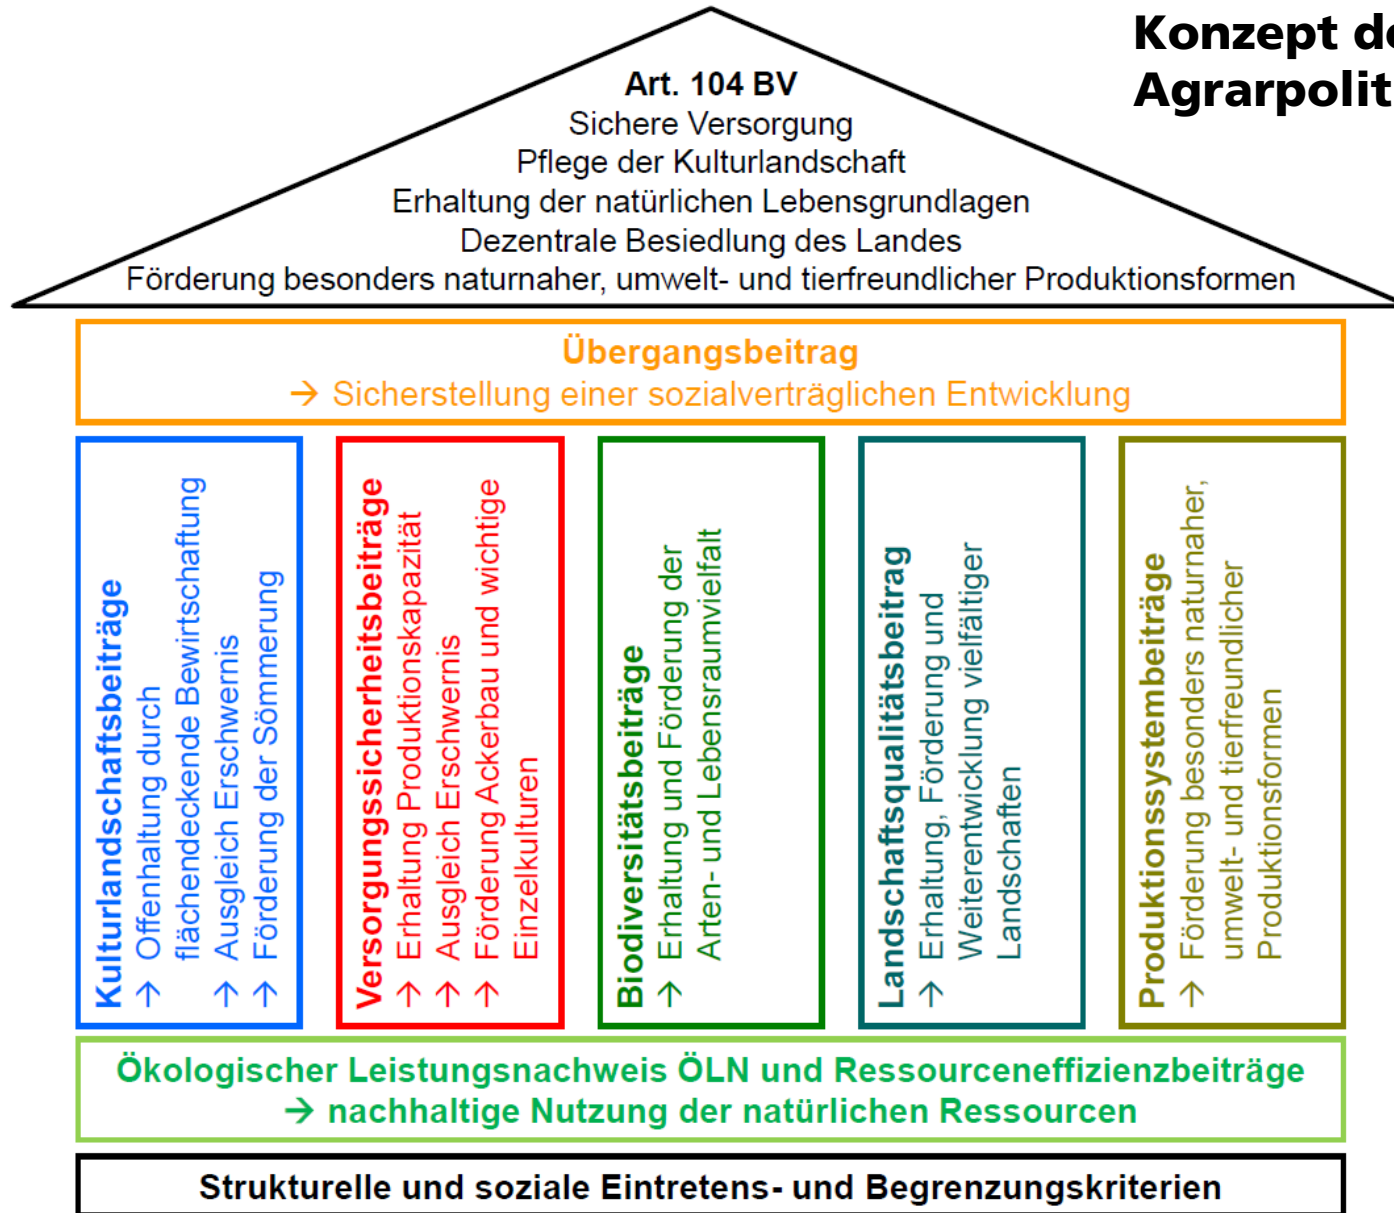 Konzept de
Agrarpolit
Art. 104 BV
Sichere Versorgung
Pflege der Kulturlandschaft
Erhaltung der natürlichen Lebensgrundlagen
Dezentrale Besiedlung des Landes
Förderung besonders naturnaher, umwelt- und tierfreundlicher Produktionsformen
Übergangsbeitrag
→ Sicherstellung einer sozialverträglichen Entwicklung
Kulturlandschaftsbeiträge
→ Offenhaltung durch
flächendeckende Bewirtschaftung
→ Ausgleich Erschwernis
→ Förderung der Sömmerung
Versorgungssicherheitsbeiträge
→ Erhaltung Produktionskapazität
→ Ausgleich Erschwernis
→ Förderung Ackerbau und wichtige
Einzelkulturen
Biodiversitätsbeiträge
→ Erhaltung und Förderung der
Arten- und Lebensraumvielfalt
Landschaftsqualitätsbeitrag
→ Erhaltung, Förderung und
Weiterentwicklung vielfältiger
Landschaften
Produktionssystembeiträge
→ Förderung besonders naturnaher,
umwelt- und tierfreundlicher
Produktionsformen
Ökologischer Leistungsnachweis ÖLN und Ressourceneffizienzbeiträge
→ nachhaltige Nutzung der natürlichen Ressourcen
Strukturelle und soziale Eintretens- und Begrenzungskriterien